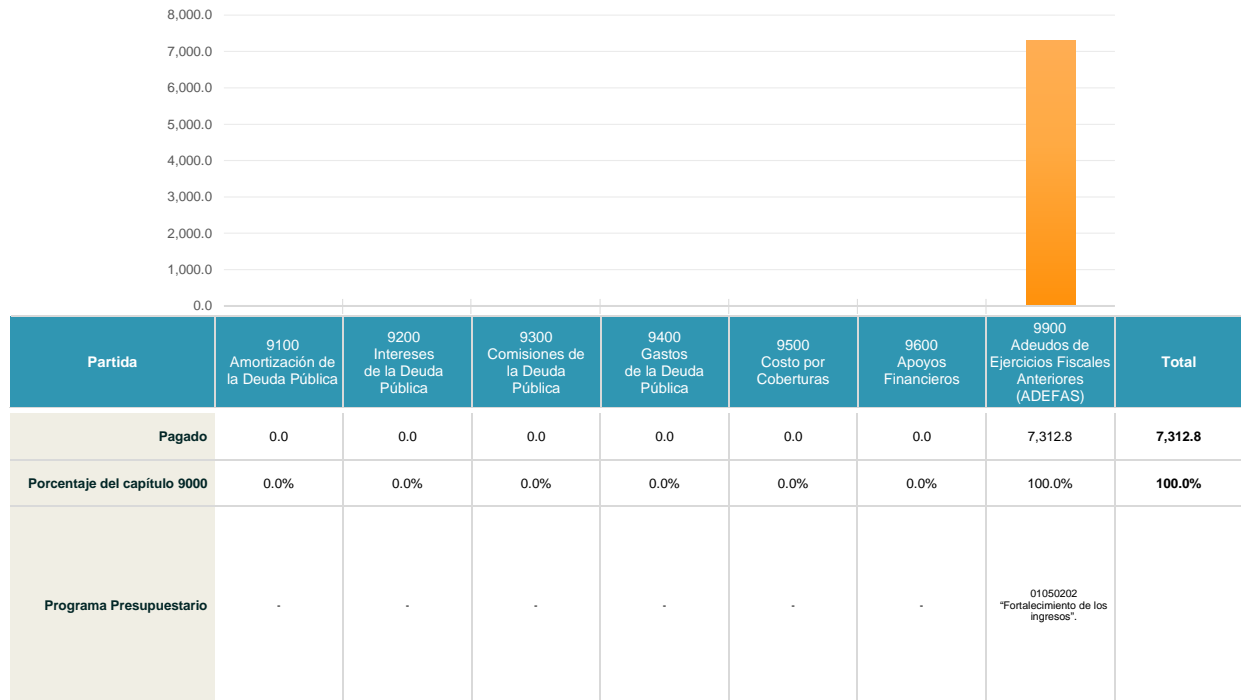 8,000.0
7,000.0
6,000.0
5,000.0
4,000.0
3,000.0
2,000.0
1,000.0
0.0
Partida
9100
Amortización de
la Deuda Pública
9200
Intereses
de la Deuda
Pública
9300
Comisiones de
la Deuda
Pública
9400
Gastos
de la Deuda
Pública
9500
Costo por
Coberturas
9600
Apoyos
Financieros
9900
Adeudos de
Ejercicios Fiscales
Anteriores
(ADEFAS)
Total
Pagado 0.0 0.0 0.0 0.0 0.0 0.0 7,312.8 7,312.8
Porcentaje del capítulo 9000 0.0% 0.0% 0.0% 0.0% 0.0% 0.0% 100.0% 100.0%
Programa Presupuestario - - - - - -
01050202
"Fortalecimiento de los
ingresos".